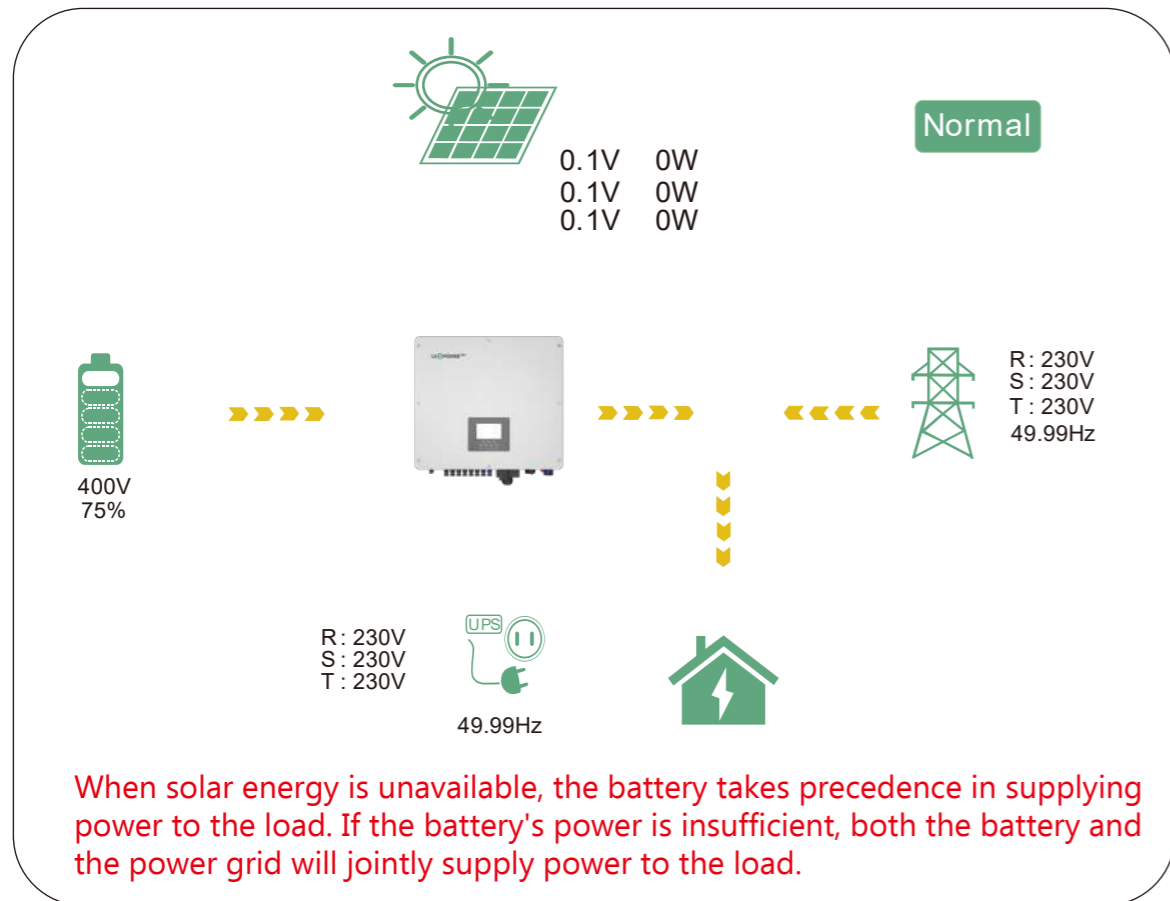 Normal
0.1V 0W
0.1V 0W
0.1V 0W
R: 230V
S: 230V
T: 230V
49.99Hz
400V
75%
UPS
R: 230V
S: 230V
T: 230V
49.99Hz
When solar energy is unavailable, the battery takes precedence in supplying
power to the load. If the battery's power is insufficient, both the battery and
the power grid will jointly supply power to the load.